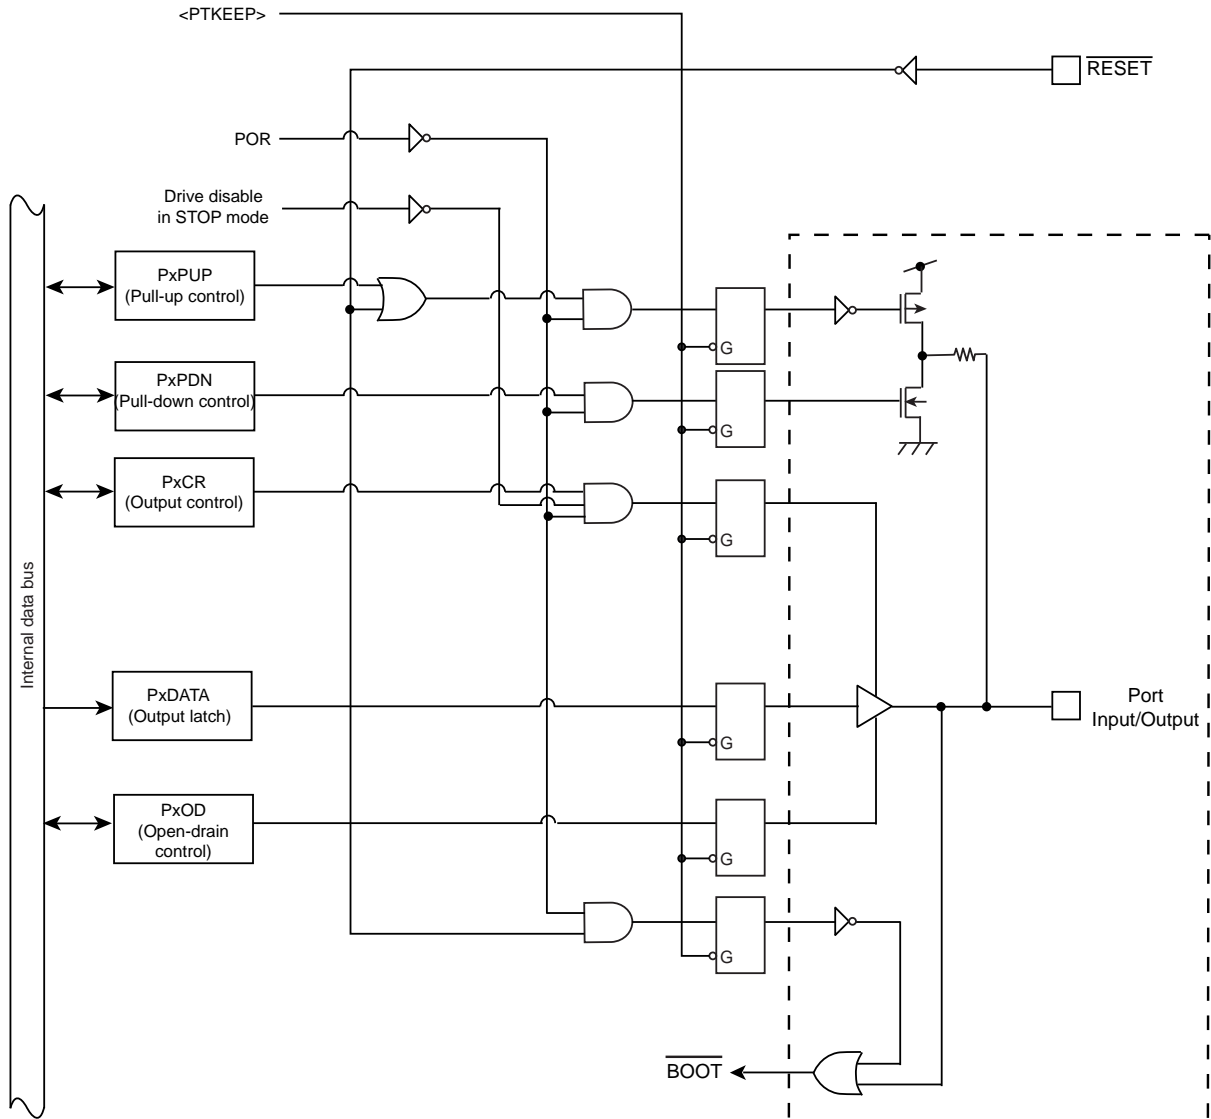 <PTKEEP>
RESET
POR
Drive disable
in STOP mode
PxPUP
(Pull-up control)
G
PxPDN
(Pull-down control)
G
PxCR
(Output control)
G
Internal data bus
PxDATA
(Output latch)
G
Port
Input/Output
PxOD
(Open-drain
control)
G
G
BOOT